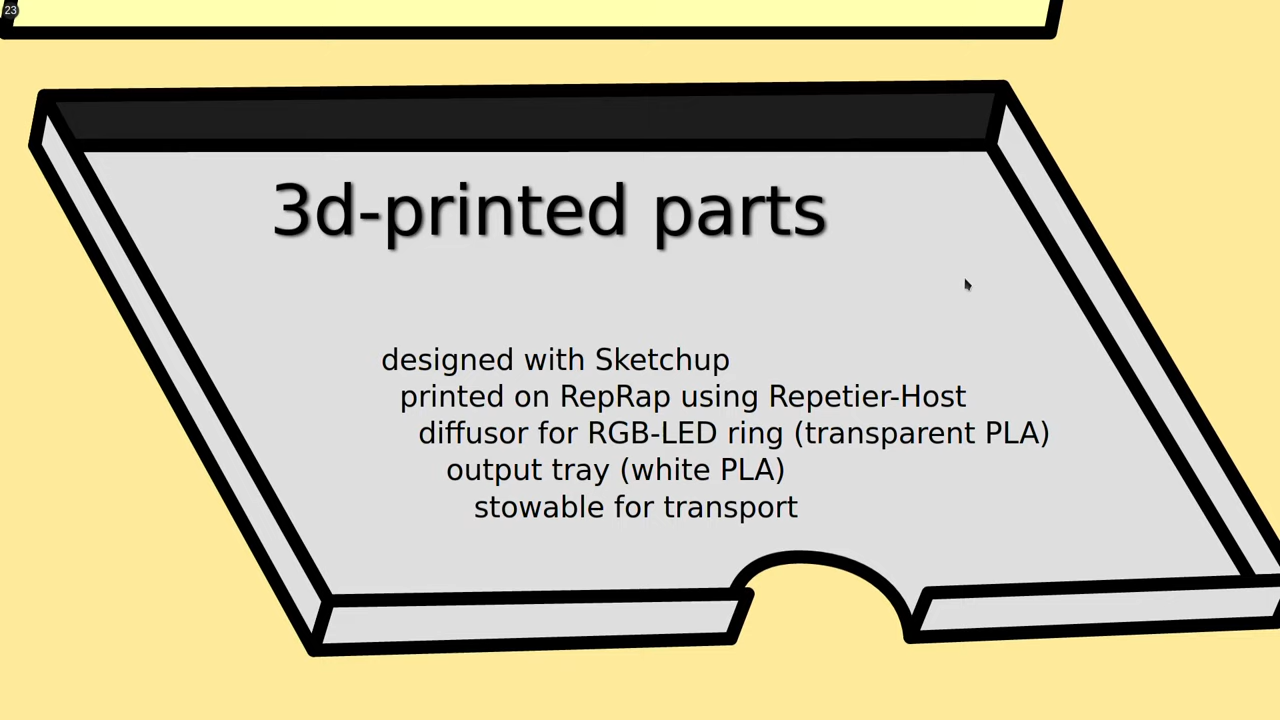 23
3d-printed parts
designed with Sketchup
printed on RepRap using Repetier-Host
diffusor for RGB-LED ring (transparent PLA)
output tray (white PLA)
stowable for transport